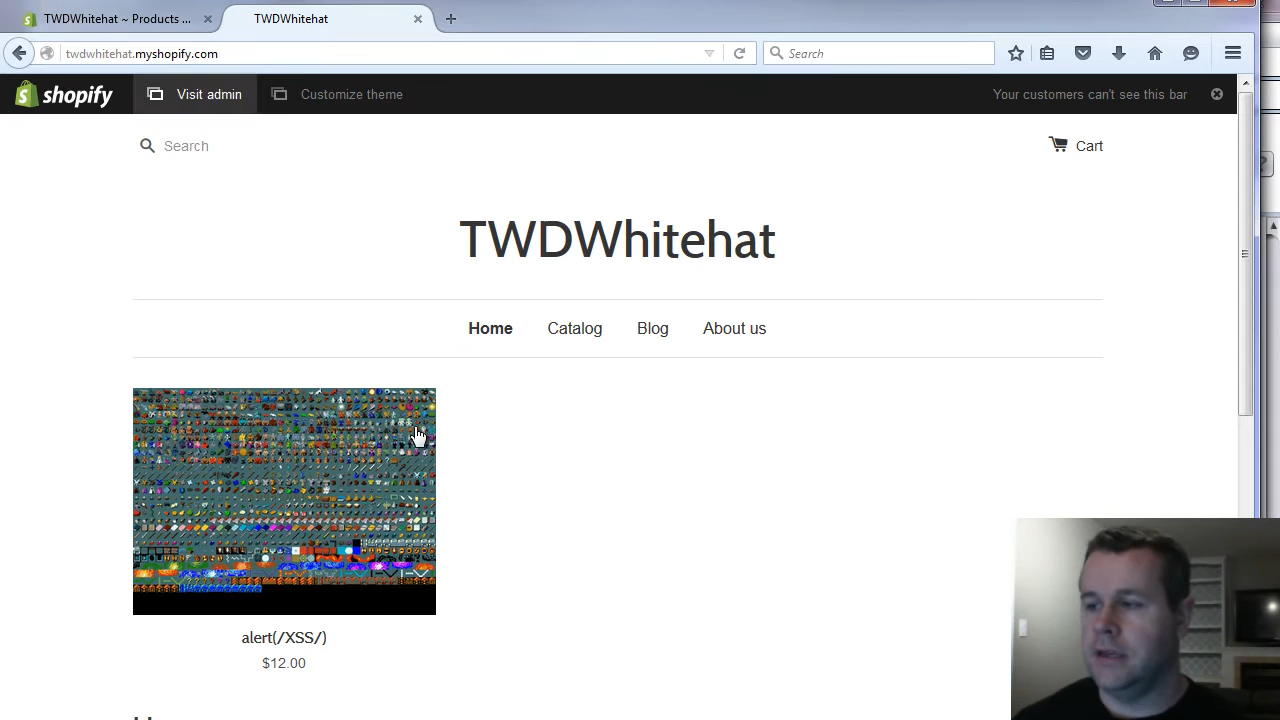 TWDWhitehat ~ Products ...
TWDWhitehat
twdwhitehat.myshopify.com
Search
shopify
Visit admin
Customize theme
Your customers can't see this bar
Search
Cart
TWDWhitehat
Home
Catalog
Blog
About us
alert(/XSS/)
$12.00